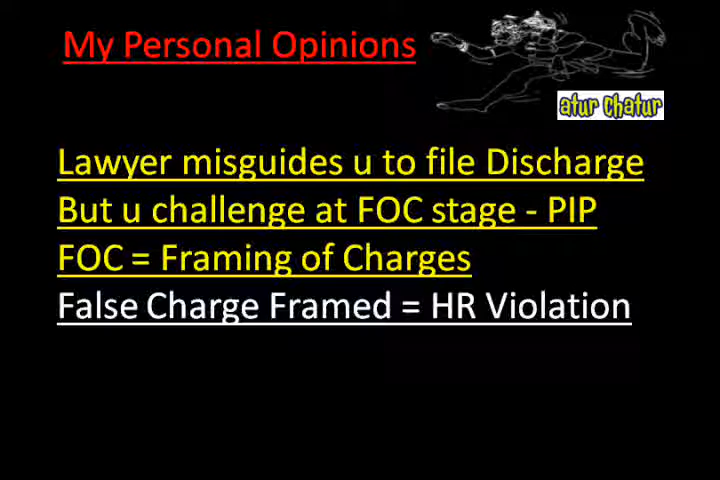 My Personal Opinions
atur chatur
Lawyer misguides u to file Discharge
But u challenge at FOC stage - PIP
FOC = Framing of Charges
False Charge Framed = HR Violation